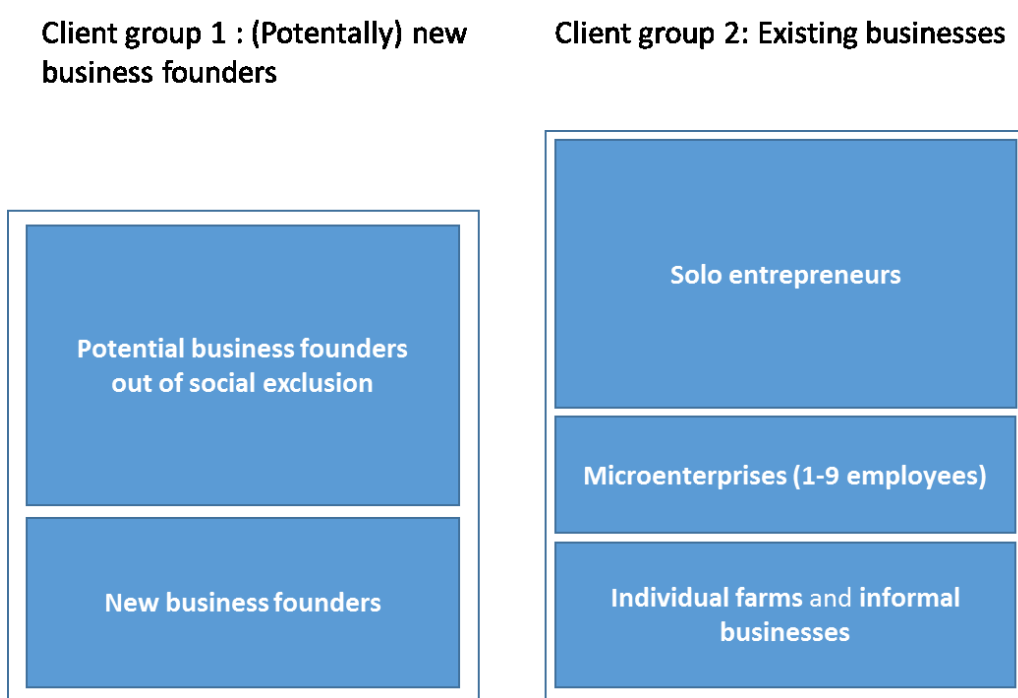 Client group 1 : (Potentally) new
business founders
Potential business founders
out of social exclusion
New business founders
Client group 2: Existing businesses
Solo entrepreneurs
Microenterprises (1-9 employees)
Individual farms and informal
businesses